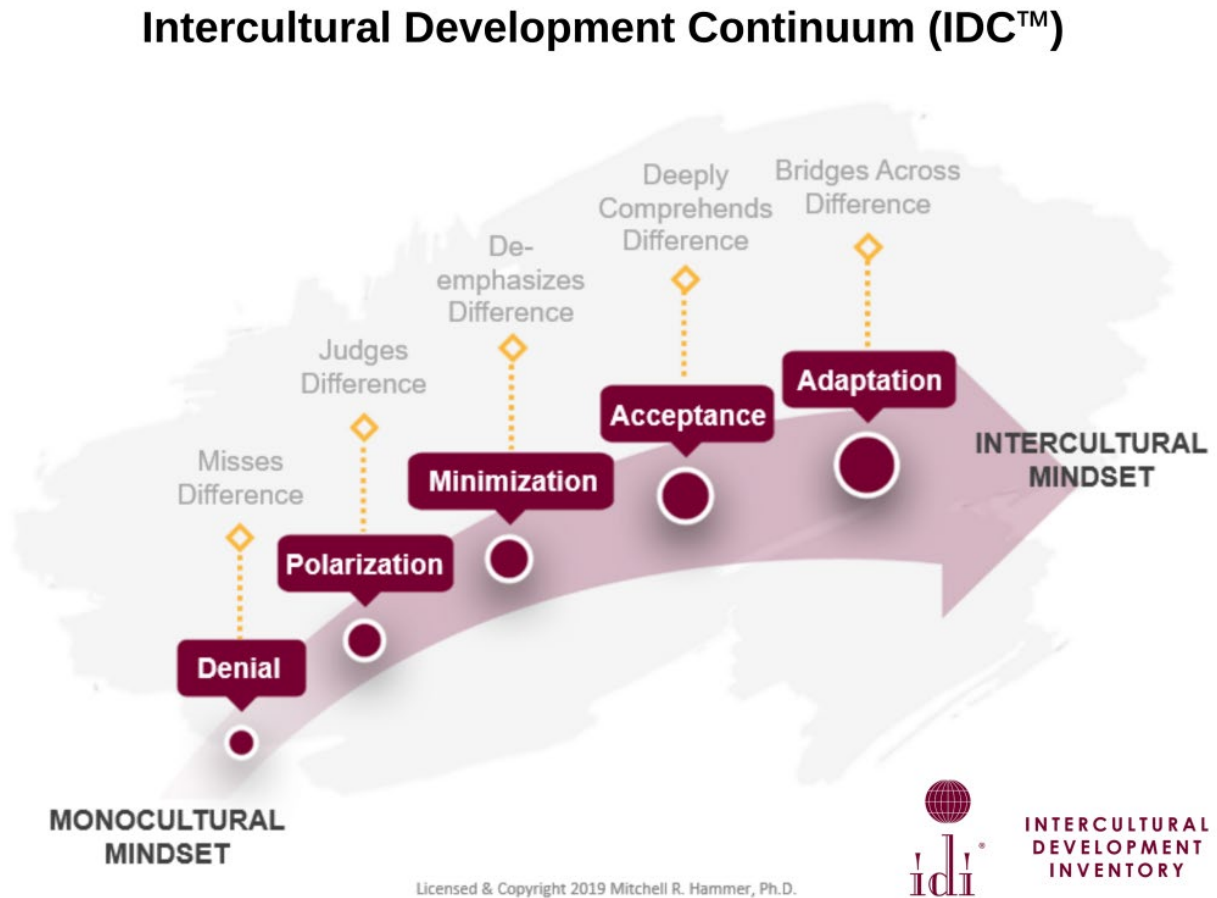 Intercultural Development Continuum (IDC™)
Deeply
Comprehends
Difference
Bridges Across
Difference
De-
emphasizes
Difference
Judges
Difference
Misses
Difference
Adaptation
Acceptance
Minimization
Polarization
Denial
INTERCULTURAL
MINDSET
MONOCULTURAL
MINDSET
idi®
INTERCULTURAL
DEVELOPMENT
INVENTORY
Licensed & Copyright 2019 Mitchell R. Hammer, Ph.D.